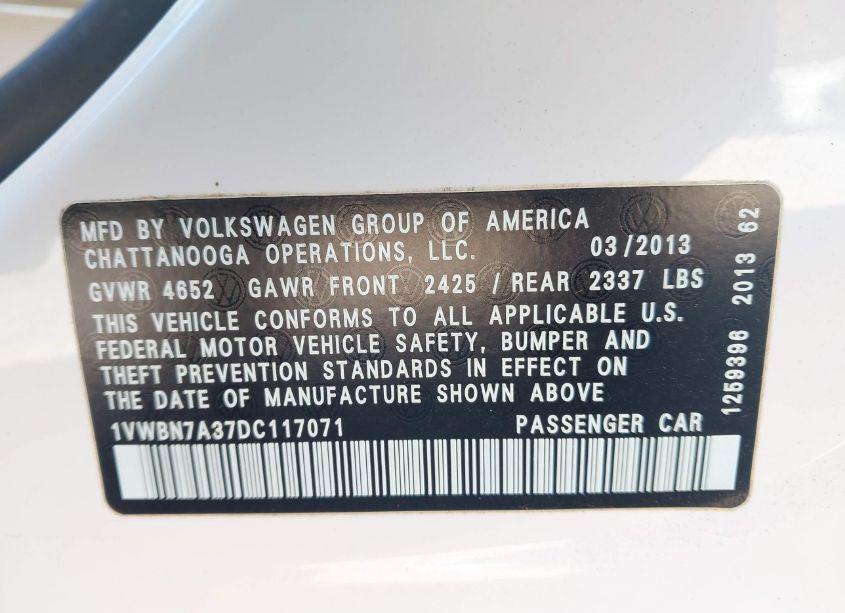 MFD BY VOLKSWAGEN GROUP OF AMERICA
CHATTANOOGA OPERATIONS, LLC. 03/2013
GVWR 4652 GAWR FRONT 2425 / REAR 2337 LBS
THIS VEHICLE CONFORMS TO ALL APPLICABLE U.S.
FEDERAL MOTOR VEHICLE SAFETY, BUMPER AND
THEFT PREVENTION STANDARDS IN EFFECT ON
THE DATE OF MANUFACTURE SHOWN ABOVE
1VWBN7A37DC117071 PASSENGER CAR
1259396 2013 62